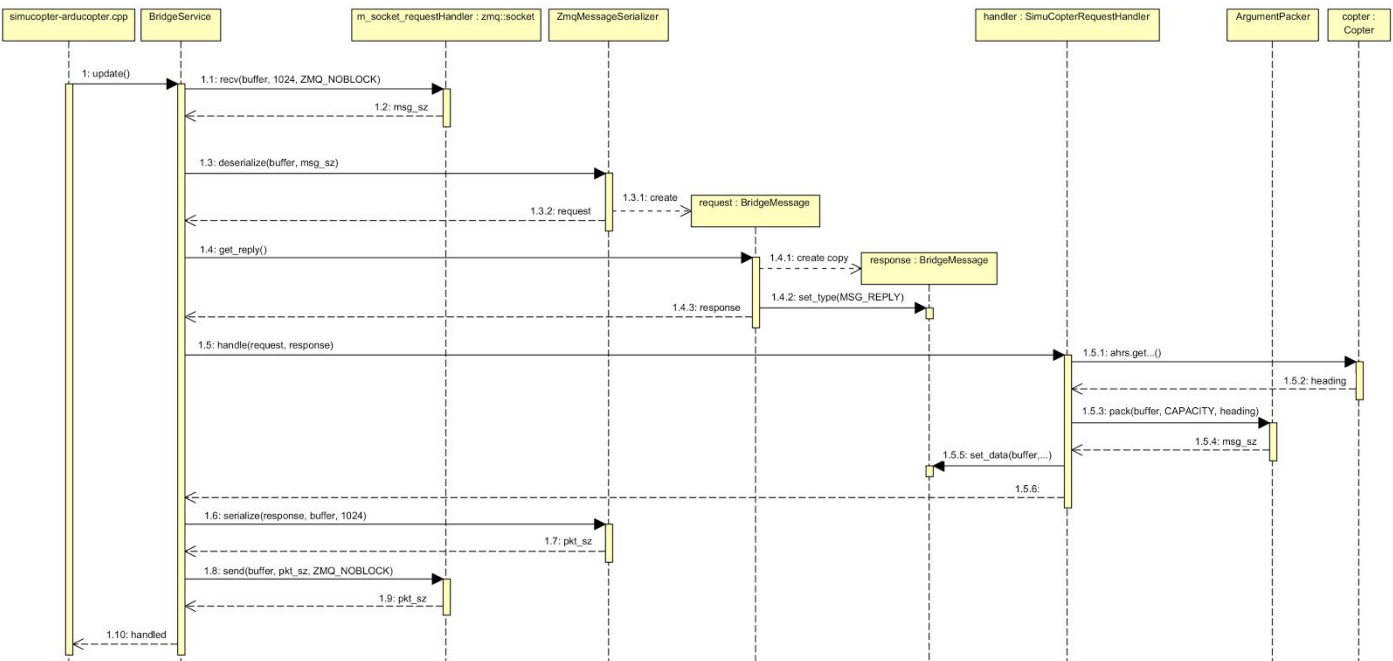 simucopter-arducopter.cpp
BridgeService
m_socket_requestHandler : zmq::socket
ZmqMessageSerializer
handler : SimuCopterRequestHandler
ArgumentPacker
copter :
Copter
1: update()
1.1: recv(buffer, 1024, ZMQ_NOBLOCK)
1.2: msg_sz
1.3: deserialize(buffer, msg_sz)
1.3.1: create
request : BridgeMessage
1.3.2: request
1.4: get_reply()
1.4.1: create copy
response : BridgeMessage
1.4.2: set_type(MSG_REPLY)
1.4.3: response
1.5: handle(request, response)
1.5.1: ahrs.get...()
1.5.2: heading
1.5.3: pack(buffer, CAPACITY, heading)
1.5.4: msg_sz
1.5.5: set_data(buffer,...)
1.5.6:
1.6: serialize(response, buffer, 1024)
1.7: pkt_sz
1.8: send(buffer, pkt_sz, ZMQ_NOBLOCK)
1.9: pkt_sz
1.10: handled